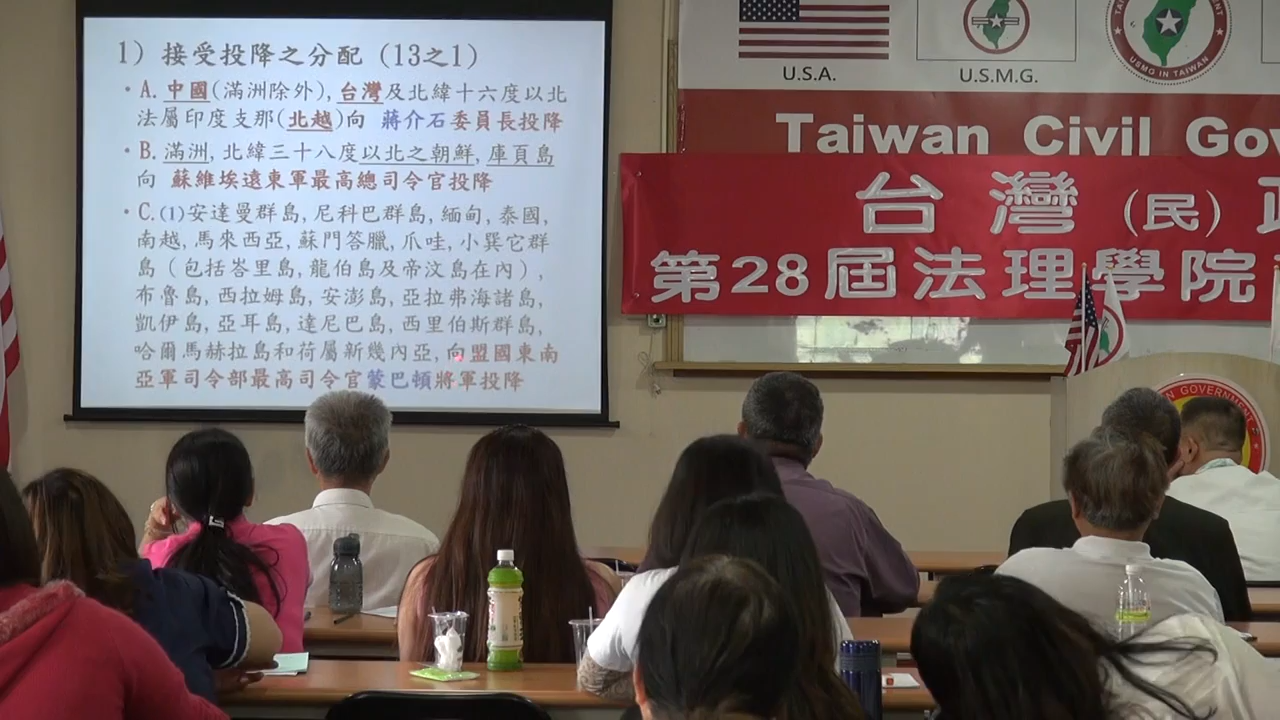 1) 接受投降之分配 (13之1)
• A. 中國(滿洲除外), 台灣及北緯十六度以北
法屬印度支那(北越)向 蔣介石委員長投降
• B. 滿洲, 北緯三十八度以北之朝鮮, 庫頁島
向 蘇維埃遠東軍最高總司令官投降
• C. (1)安達曼群島, 尼科巴群島, 緬甸, 泰國,
南越, 馬來西亞, 蘇門答臘, 爪哇, 小巽它群
島（包括峇里島, 龍伯島及帝汶島在內）,
布魯島, 西拉姆島, 安澎島, 亞拉弗海諸島,
凱伊島, 亞耳島, 達尼巴島, 西里伯斯群島,
哈爾馬赫拉島和荷屬新幾內亞, 向盟國東南
亞軍司令部最高司令官蒙巴頓將軍投降
U.S.A.
U.S.M.G.
USMG IN TAIWAN
Taiwan Civil Gov
台灣(民)
第28屆法理學院
GOVERNMENT